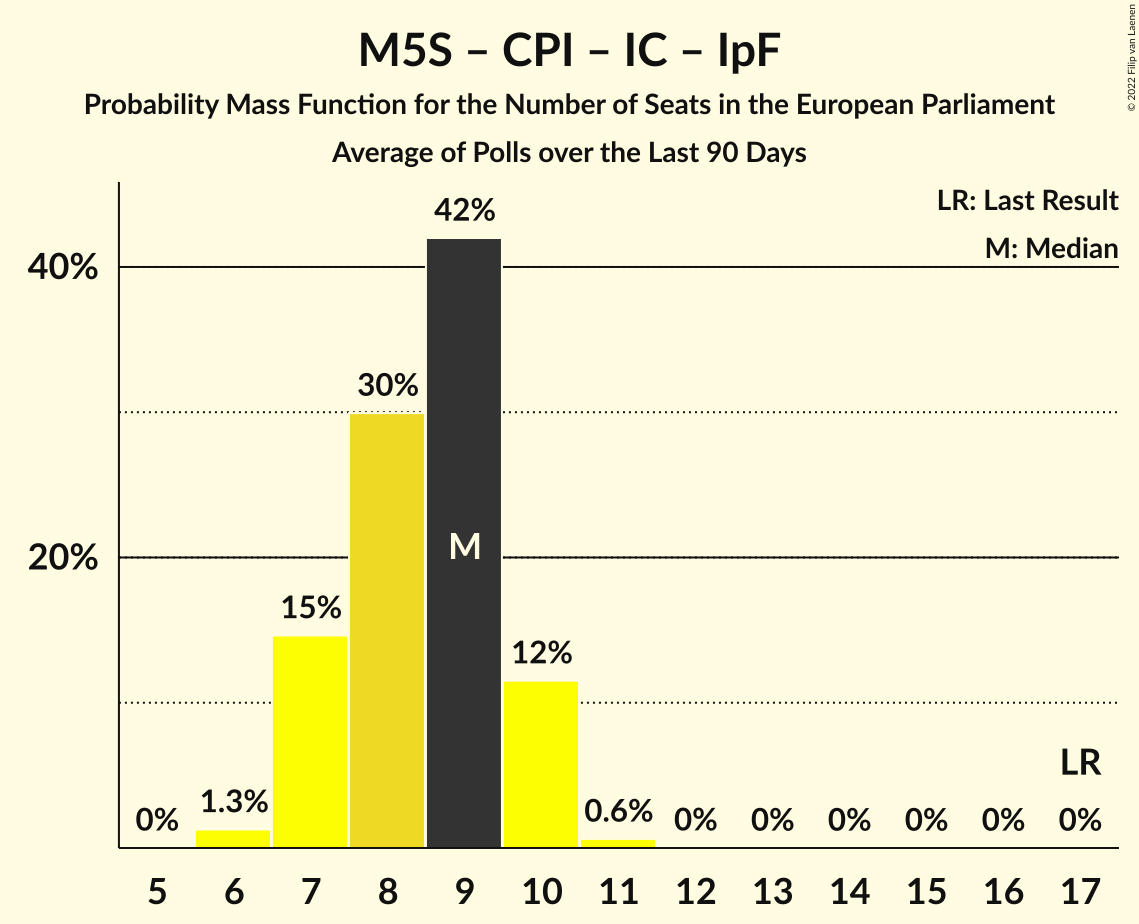 M5S – CPI – IC – IpF
Probability Mass Function for the Number of Seats in the European Parliament
Average of Polls over the Last 90 Days
© 2022 Filip van Laenen
LR: Last Result
M: Median
42%
40%
30%
M
20%
15%
12%
LR
0% 1.3% 0.6% 0% 0% 0% 0% 0% 0%
5 6 7 8 9 10 11 12 13 14 15 16 17